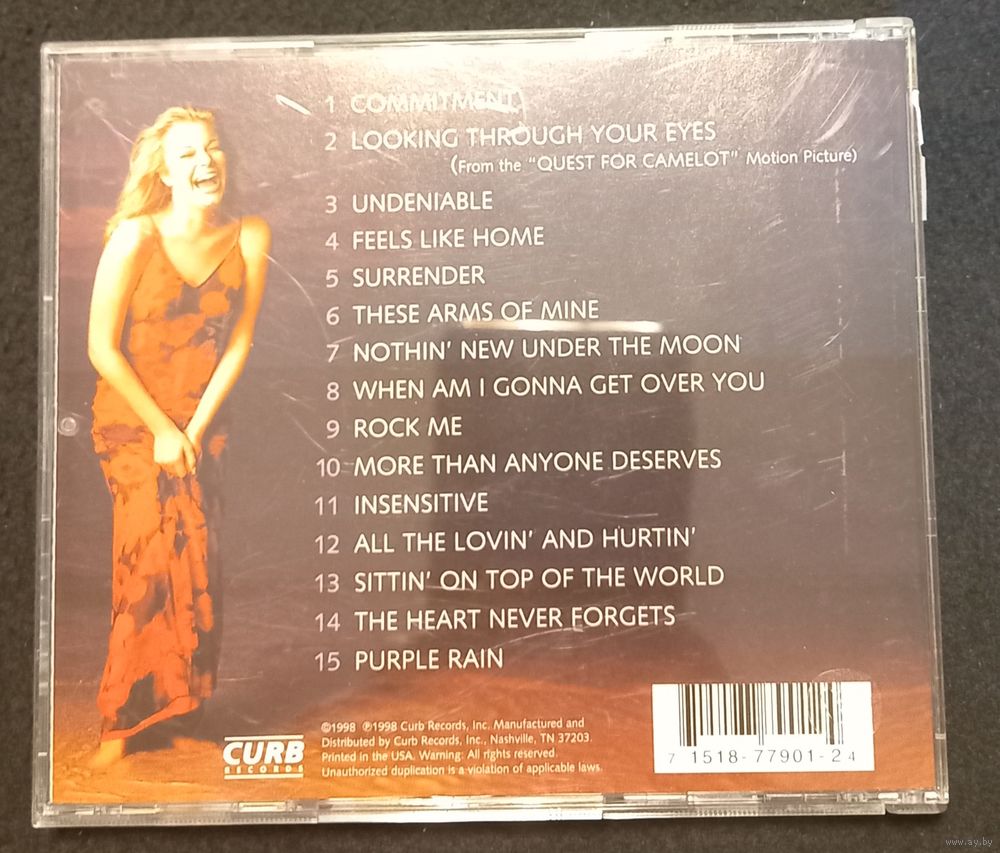 1 COMMITMENT
2 LOOKING THROUGH YOUR EYES
(From the "QUEST FOR CAMELOT" Motion Picture)
3 UNDENIABLE
4 FEELS LIKE HOME
5 SURRENDER
6 THESE ARMS OF MINE
7 NOTHIN' NEW UNDER THE MOON
8 WHEN AM I GONNA GET OVER YOU
9 ROCK ME
10 MORE THAN ANYONE DESERVES
11 INSENSITIVE
12 ALL THE LOVIN' AND HURTIN'
13 SITTIN' ON TOP OF THE WORLD
14 THE HEART NEVER FORGETS
15 PURPLE RAIN
CURB
RECORDS
©1998 ℗1998 Curb Records, Inc. Manufactured and
Distributed by Curb Records, Inc., Nashville, TN 37203.
Printed in the USA. Warning: All rights reserved.
Unauthorized duplication is a violation of applicable laws.
7 15187-77901-2 4
www.ay.by